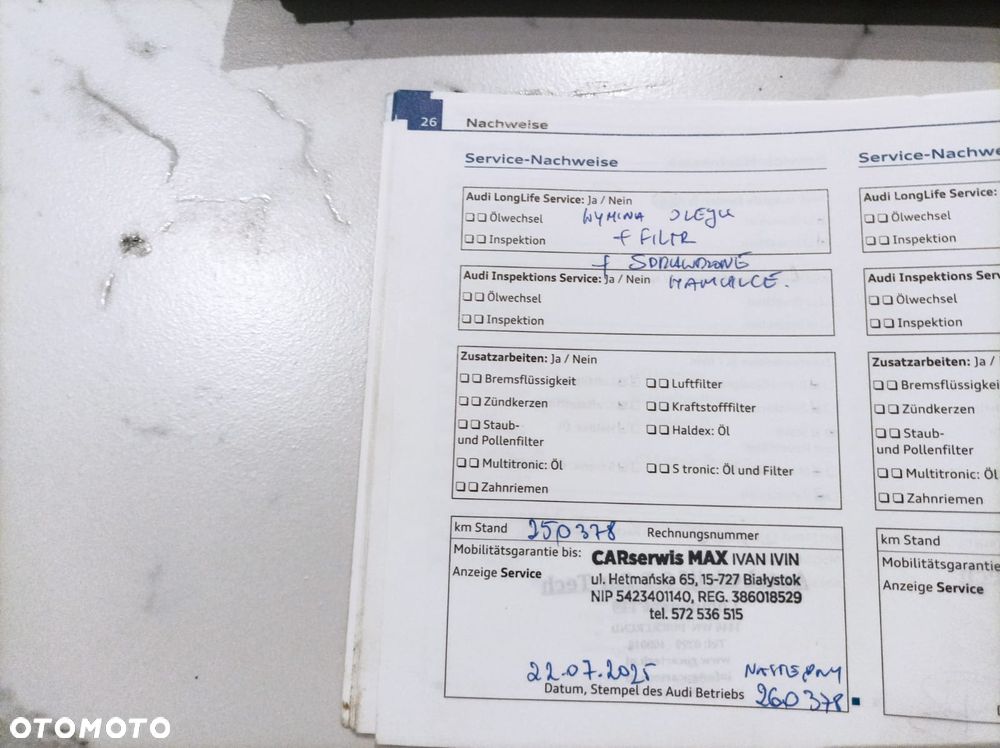 26 Nachweise
Service-Nachweise
Audi LongLife Service: Ja / Nein
Ölwechsel WYMINA OLEJU
Inspektion + FILTR
+ SPRAWDZONE
Audi Inspektions Service: Ja / Nein HAMULCE.
Ölwechsel
Inspektion
Zusatzarbeiten: Ja / Nein
Bremsflüssigkeit
Zündkerzen
Staub-
und Pollenfilter
Multitronic: Öl
Zahnriemen
Luftfilter
Kraftstofffilter
Haldex: Öl
S tronic: Öl und Filter
km Stand 250378 Rechnungsnummer
Mobilitätsgarantie bis:
Anzeige Service
CARserwis MAX IVAN IVIN
ul. Hetmańska 65, 15-727 Białystok
NIP 5423401140, REG. 386018529
tel. 572 536 515
22.07.2025 NASTĘPNY
Datum, Stempel des Audi Betriebs 260378
Service-Nachwe
Audi LongLife Service:
Ölwechsel
Inspektion
Audi Inspektions Serv
Ölwechsel
Inspektion
Zusatzarbeiten: Ja /
Bremsflüssigkei
Zündkerzen
Staub-
und Pollenfilter
Multitronic: Öl
Zahnriemen
km Stand
Mobilitätsgarantie
Anzeige Service
OTOMOTO